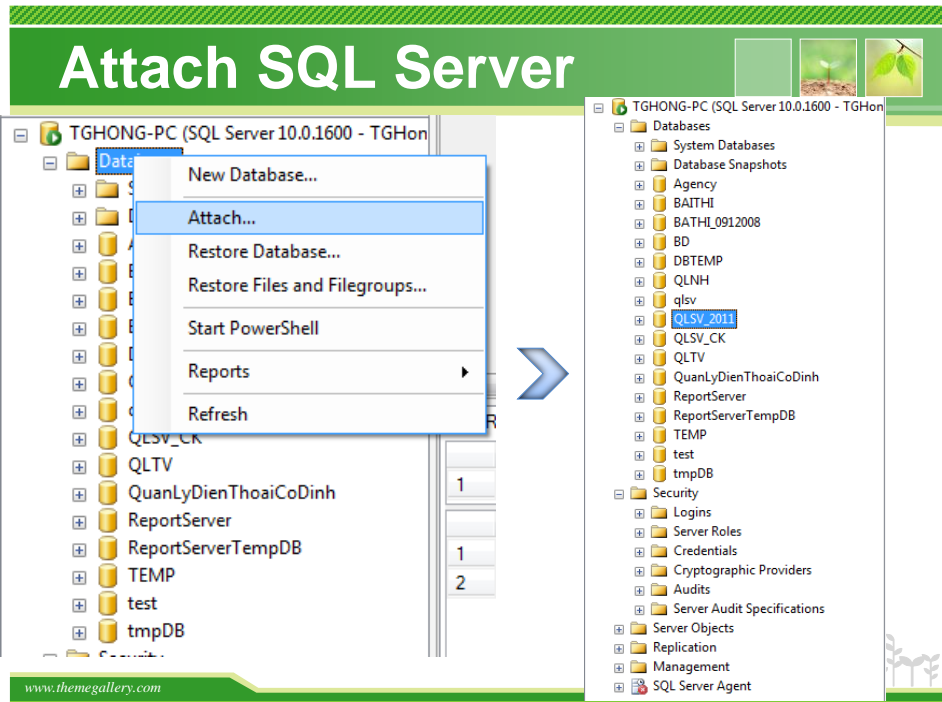 Attach SQL Server
TGHONG-PC (SQL Server 10.0.1600 - TGHon
New Database...
Attach...
Restore Database...
Restore Files and Filegroups...
Start PowerShell
Reports
Refresh
QLSV_CK
QLTV
QuanLyDienThoaiCoDinh
ReportServer
ReportServerTempDB
TEMP
test
tmpDB
Security
R
1
1
2
TGHONG-PC (SQL Server 10.0.1600 - TGHon
Databases
System Databases
Database Snapshots
Agency
BAITHI
BATHI_0912008
BD
DBTEMP
QLNH
qlsv
QLSV_2011
QLSV_CK
QLTV
QuanLyDienThoaiCoDinh
ReportServer
ReportServerTempDB
TEMP
test
tmpDB
Security
Logins
Server Roles
Credentials
Cryptographic Providers
Audits
Server Audit Specifications
Server Objects
Replication
Management
SQL Server Agent
www.themegallery.com